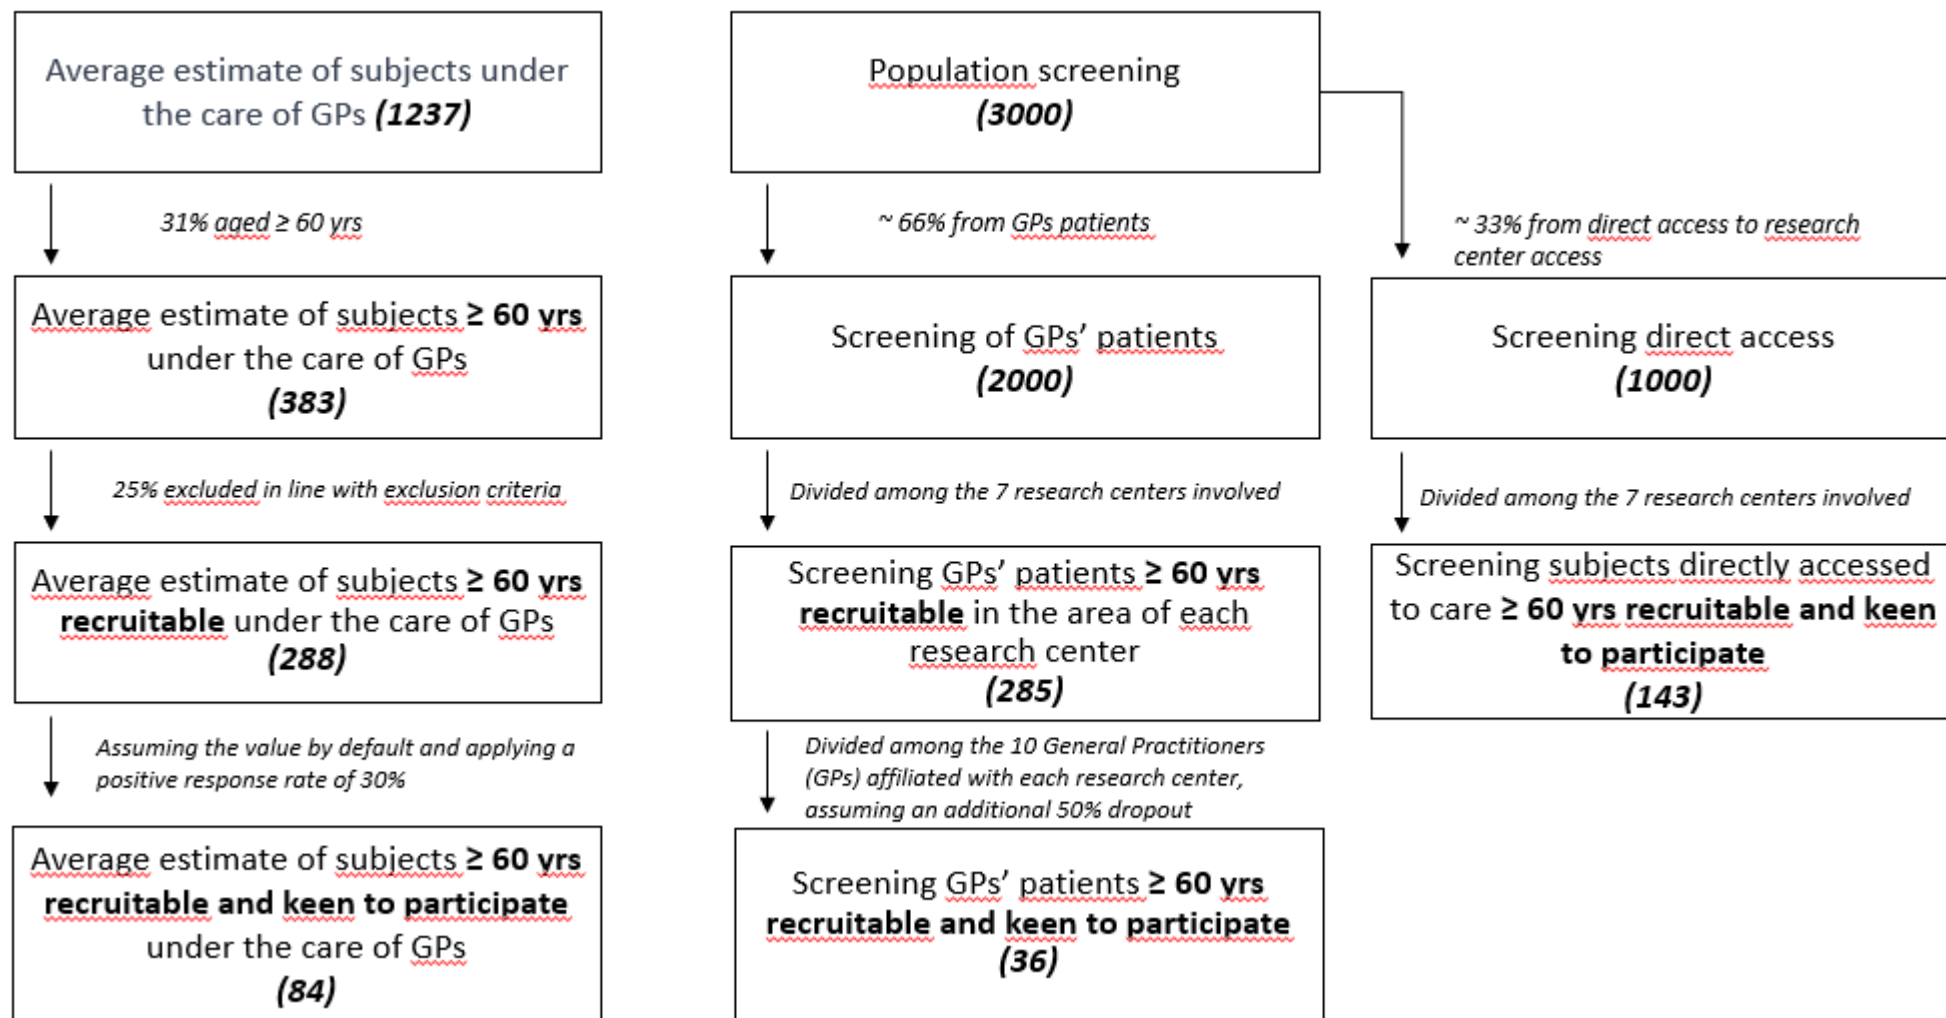 Average estimate of subjects under
the care of GPs (1237)
31% aged ≥ 60 yrs
Average estimate of subjects ≥ 60 yrs
under the care of GPs
(383)
25% excluded in line with exclusion criteria
Average estimate of subjects ≥ 60 yrs
recruitable under the care of GPs
(288)
Assuming the value by default and applying a
positive response rate of 30%
Average estimate of subjects ≥ 60 yrs
recruitable and keen to participate
under the care of GPs
(84)
Population screening
(3000)
~ 66% from GPs patients
Screening of GPs’ patients
(2000)
Divided among the 7 research centers involved
Screening GPs’ patients ≥ 60 yrs
recruitable in the area of each
research center
(285)
Divided among the 10 General Practitioners
(GPs) affiliated with each research center,
assuming an additional 50% dropout
Screening GPs’ patients ≥ 60 yrs
recruitable and keen to participate
(36)
~ 33% from direct access to research
center access
Screening direct access
(1000)
Divided among the 7 research centers involved
Screening subjects directly accessed
to care ≥ 60 yrs recruitable and keen
to participate
(143)